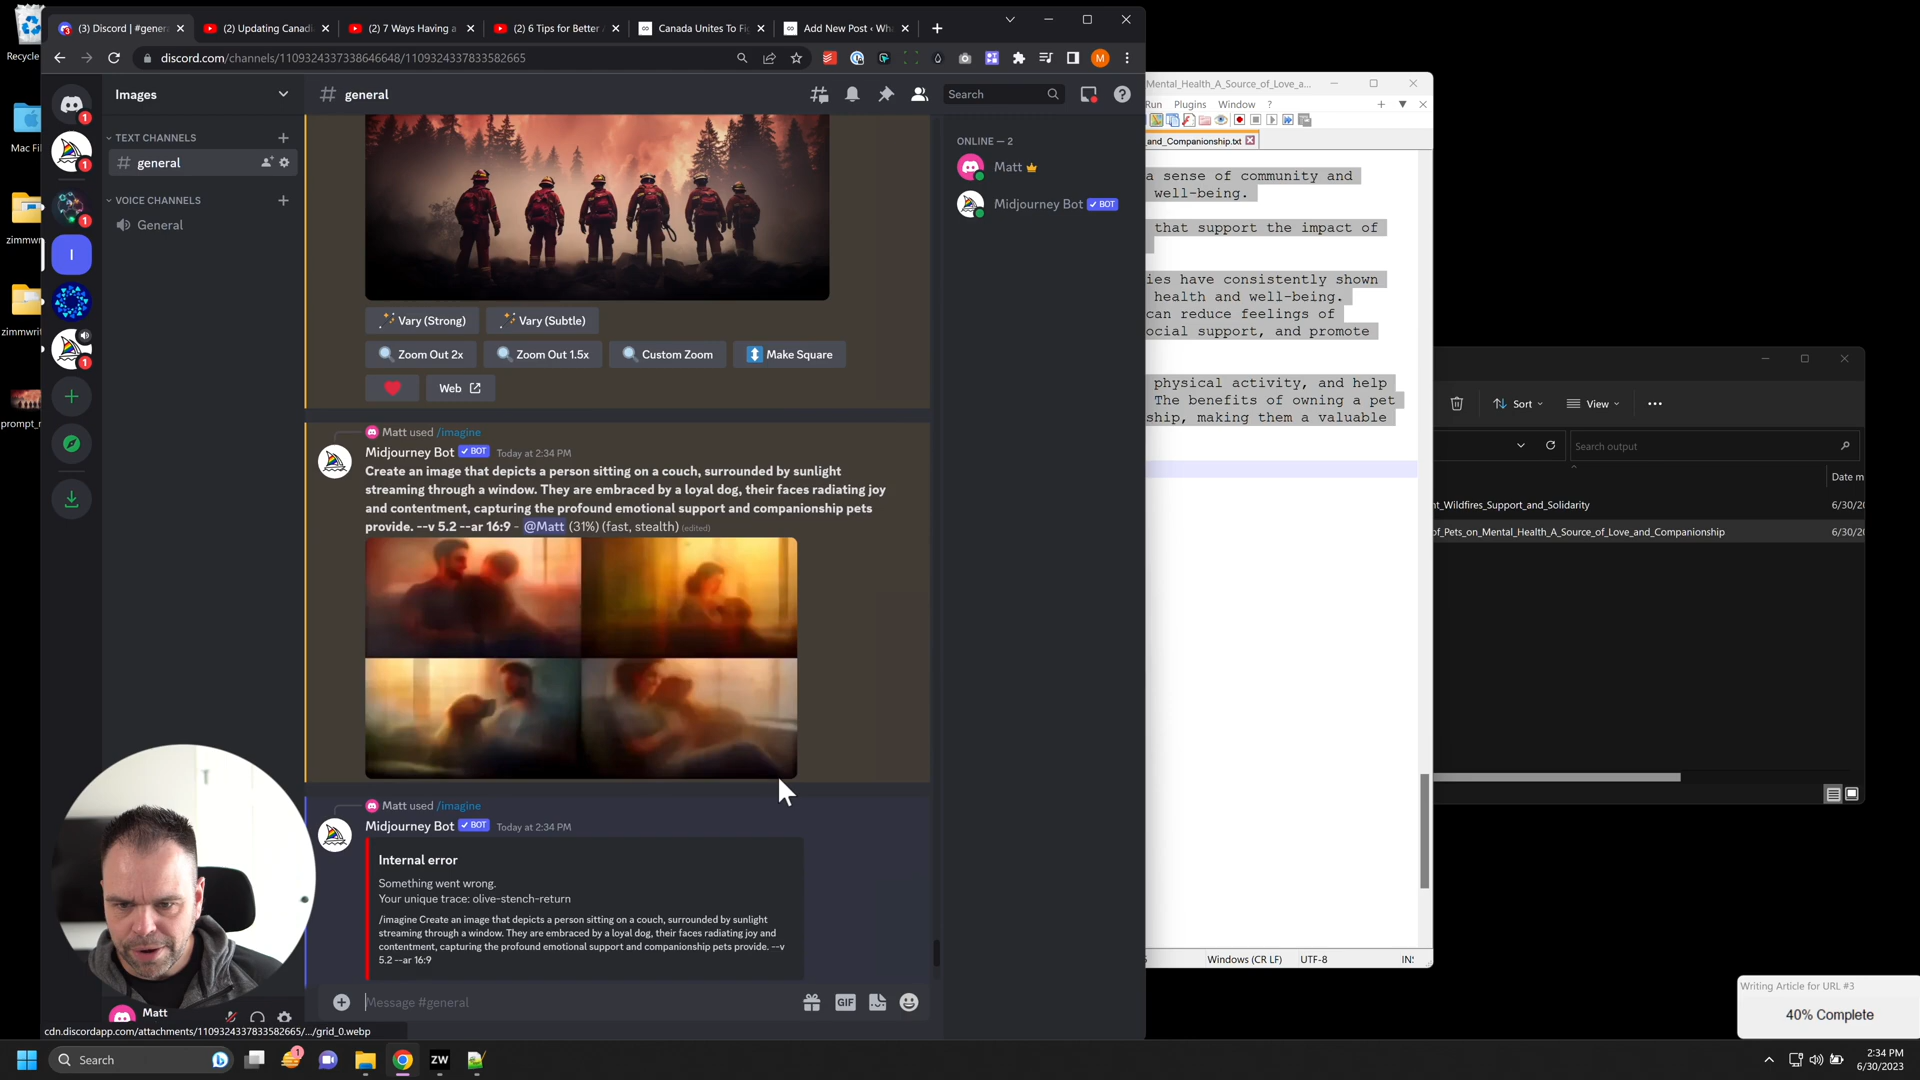 (3) Discord | #gener
(2) Updating Canadi
(2) 7 Ways Having a
(2) 6 Tips for Better
Canada Unites To Fi
Add New Post ‹ Wh
discord.com/channels/1109324337338646648/1109324337833582665
M
Recycle
Mac Fil
zimmwr
zimmwrit
prompt_r
Images
general
Search
TEXT CHANNELS
general
VOICE CHANNELS
General
ONLINE — 2
Matt
Midjourney Bot BOT
Vary (Strong)
Vary (Subtle)
Zoom Out 2x
Zoom Out 1.5x
Custom Zoom
Make Square
Web
Matt used /imagine
Midjourney Bot BOT Today at 2:34 PM
Create an image that depicts a person sitting on a couch, surrounded by sunlight
streaming through a window. They are embraced by a loyal dog, their faces radiating joy
and contentment, capturing the profound emotional support and companionship pets
provide. --v 5.2 --ar 16:9 - @Matt (31%) (fast, stealth) (edited)
Matt used /imagine
Midjourney Bot BOT Today at 2:34 PM
Internal error
Something went wrong.
Your unique trace: olive-stench-return
/imagine Create an image that depicts a person sitting on a couch, surrounded by sunlight
streaming through a window. They are embraced by a loyal dog, their faces radiating joy and
contentment, capturing the profound emotional support and companionship pets provide. --v
5.2 --ar 16:9
Message #general
GIF
Matt
cdn.discordapp.com/attachments/1109324337833582665/.../grid_0.webp
Mental_Health_A_Source_of_Love_a...
Run Plugins Window ?
and_Companionship.txt
a sense of community and
well-being.
that support the impact of
ies have consistently shown
health and well-being.
can reduce feelings of
ocial support, and promote
physical activity, and help
The benefits of owning a pet
ship, making them a valuable
Windows (CR LF) UTF-8 INS
Sort
View
Search output
Date m
nt_Wildfires_Support_and_Solidarity
6/30/20
of_Pets_on_Mental_Health_A_Source_of_Love_and_Companionship
6/30/20
Writing Article for URL #3
40% Complete
Search
ZW
2:34 PM
6/30/2023